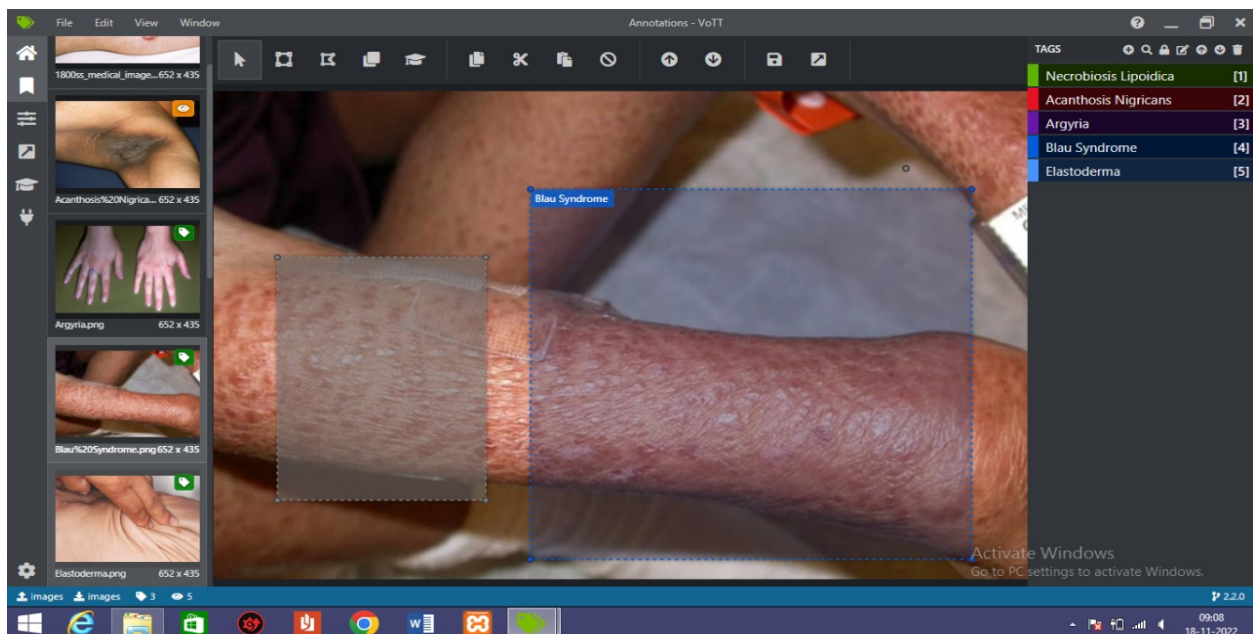 File Edit View Window
Annotations - VoTT
1800ss_medical_image... 652 x 435
Acanthosis%20Nigrica... 652 x 435
Argyria.png 652 x 435
Blau%20Syndrome.png 652 x 435
Elastoderma.png 652 x 435
Blau Syndrome
TAGS
Necrobiosis Lipoidica [1]
Acanthosis Nigricans [2]
Argyria [3]
Blau Syndrome [4]
Elastoderma [5]
Activate Windows
Go to PC settings to activate Windows.
images images 3 5
2.2.0
09:08
18-11-2022